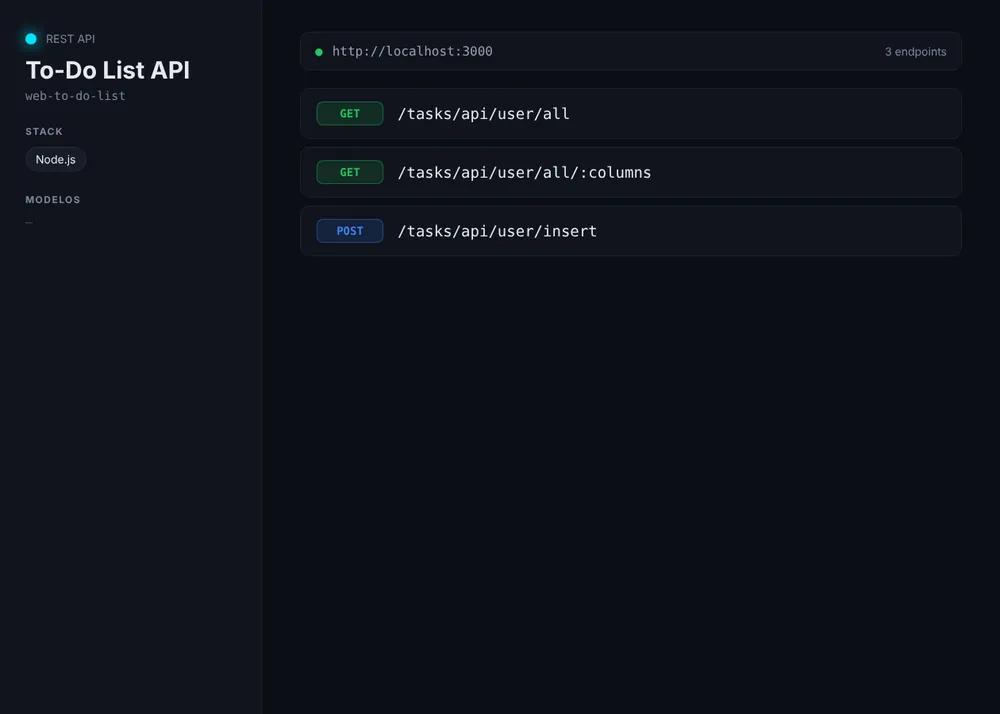 REST API
To-Do List API
web-to-do-list
STACK
Node.js
MODELOS
—
http://localhost:3000
3 endpoints
GET /tasks/api/user/all
GET /tasks/api/user/all/:columns
POST /tasks/api/user/insert